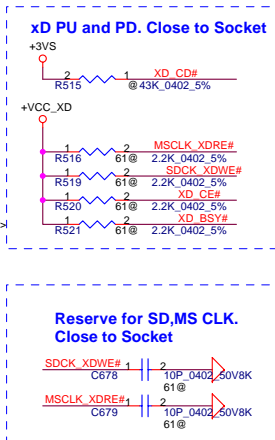 xD PU and PD. Close to Socket
+3VS
2 1 XD_CD#
R515 @ 43K_0402_5%
+VCC_XD
1 2 MSCLK_XDRE#
R516 61@ 2.2K_0402_5%
1 2 SDCK_XDWE#
R519 61@ 2.2K_0402_5%
1 2 XD_CE#
R520 61@ 2.2K_0402_5%
1 2 XD_BSY#
R521 61@ 2.2K_0402_5%
Reserve for SD,MS CLK.
Close to Socket
SDCK_XDWE# 1 2
C678 10P_0402_50V8K
61@
MSCLK_XDRE# 1 2
C679 10P_0402_50V8K
61@